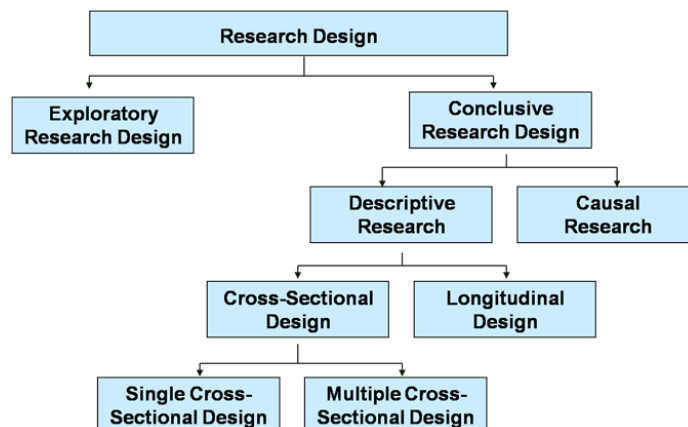 Research Design
Exploratory
Research Design
Conclusive
Research Design
Descriptive
Research
Causal
Research
Cross-Sectional
Design
Longitudinal
Design
Single Cross-
Sectional Design
Multiple Cross-
Sectional Design